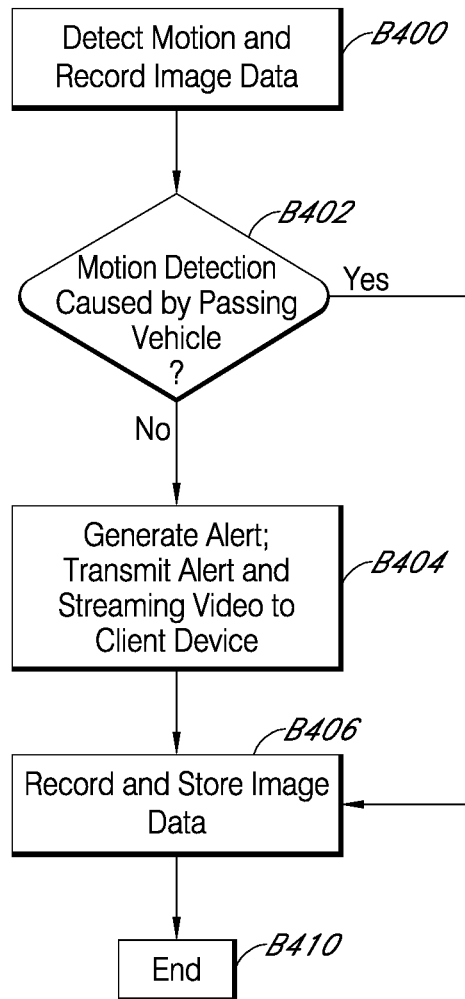 Detect Motion and
Record Image Data
B400
B402
Motion Detection
Caused by Passing
Vehicle
?
Yes
No
Generate Alert;
Transmit Alert and
Streaming Video to
Client Device
B404
B406
Record and Store Image
Data
End
B410